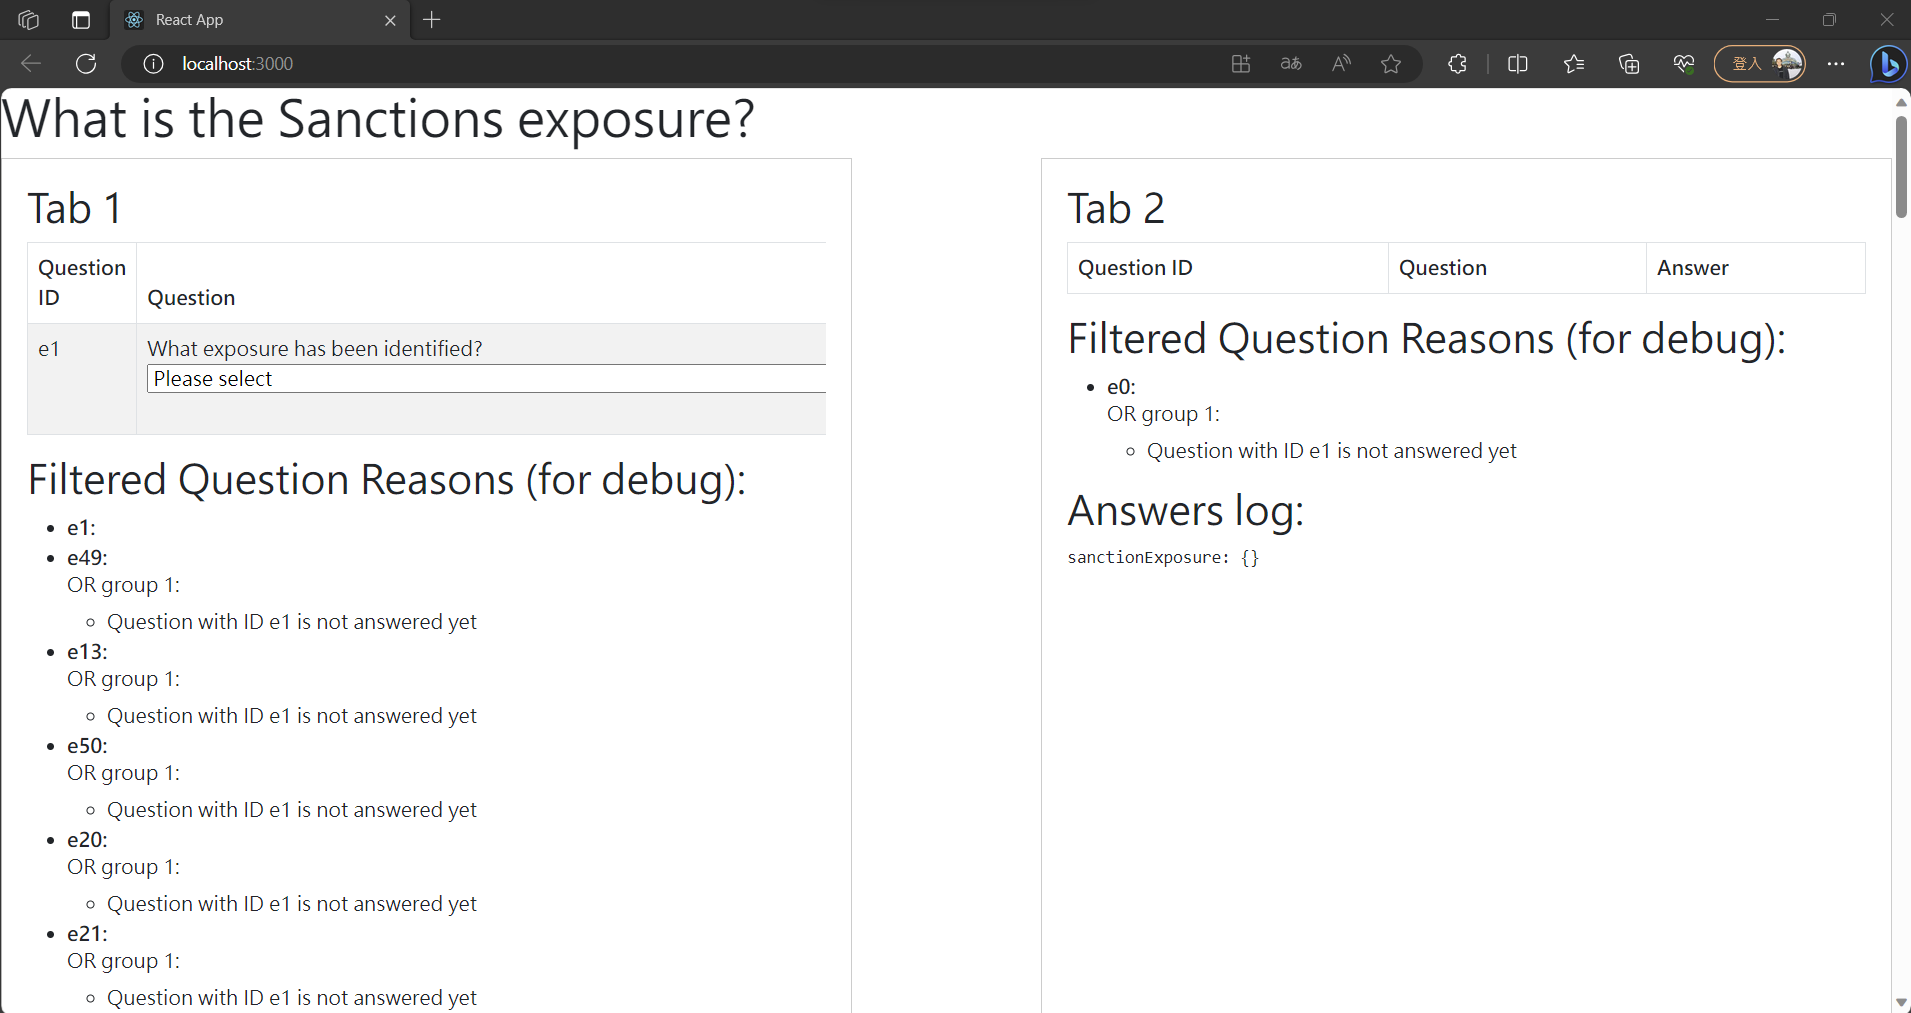 React App
localhost:3000
aあ
登入
What is the Sanctions exposure?
Tab 1
Question ID
Question
e1
What exposure has been identified?
Please select
Filtered Question Reasons (for debug):
e1:
e49:
OR group 1:
Question with ID e1 is not answered yet
e13:
OR group 1:
Question with ID e1 is not answered yet
e50:
OR group 1:
Question with ID e1 is not answered yet
e20:
OR group 1:
Question with ID e1 is not answered yet
e21:
OR group 1:
Question with ID e1 is not answered yet
Tab 2
Question ID
Question
Answer
Filtered Question Reasons (for debug):
e0:
OR group 1:
Question with ID e1 is not answered yet
Answers log:
sanctionExposure: {}